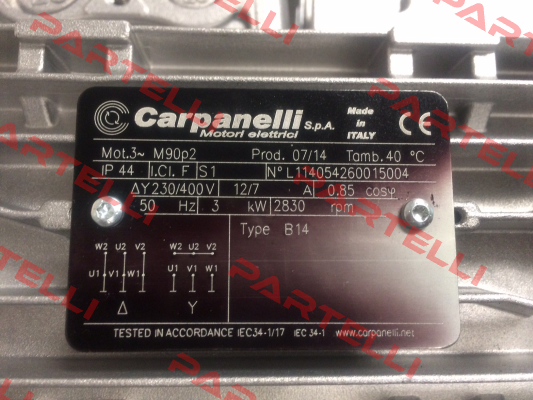 Carpanelli S.p.A.
Motori elettrici
Made in ITALY
CE
Mot.3~ M90p2 Prod. 07/14 Tamb. 40 °C
IP 44 I.Cl. F S1 N° L114054260015004
ΔY 230/400 V 12/7 A 0.85 cosφ
50 Hz 3 kW 2830 rpm
Type B14
W2 U2 V2 W2 U2 V2
U1 V1 W1 U1 V1 W1
Δ Y
TESTED IN ACCORDANCE IEC34-1/17 IEC 34-1 www.carpanelli.net
PARTELLI
PARTELLI
PARTELLI
PARTELLI
PARTELLI